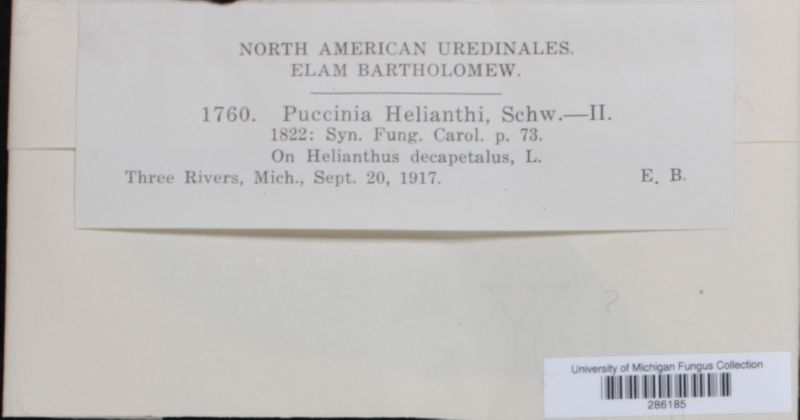 NORTH AMERICAN UREDINALES.
ELAM BARTHOLOMEW.
1760. Puccinia Helianthi, Schw.—II.
1822: Syn. Fung. Carol. p. 73.
On Helianthus decapetalus, L.
Three Rivers, Mich., Sept. 20, 1917. E. B.
University of Michigan Fungus Collection
286185